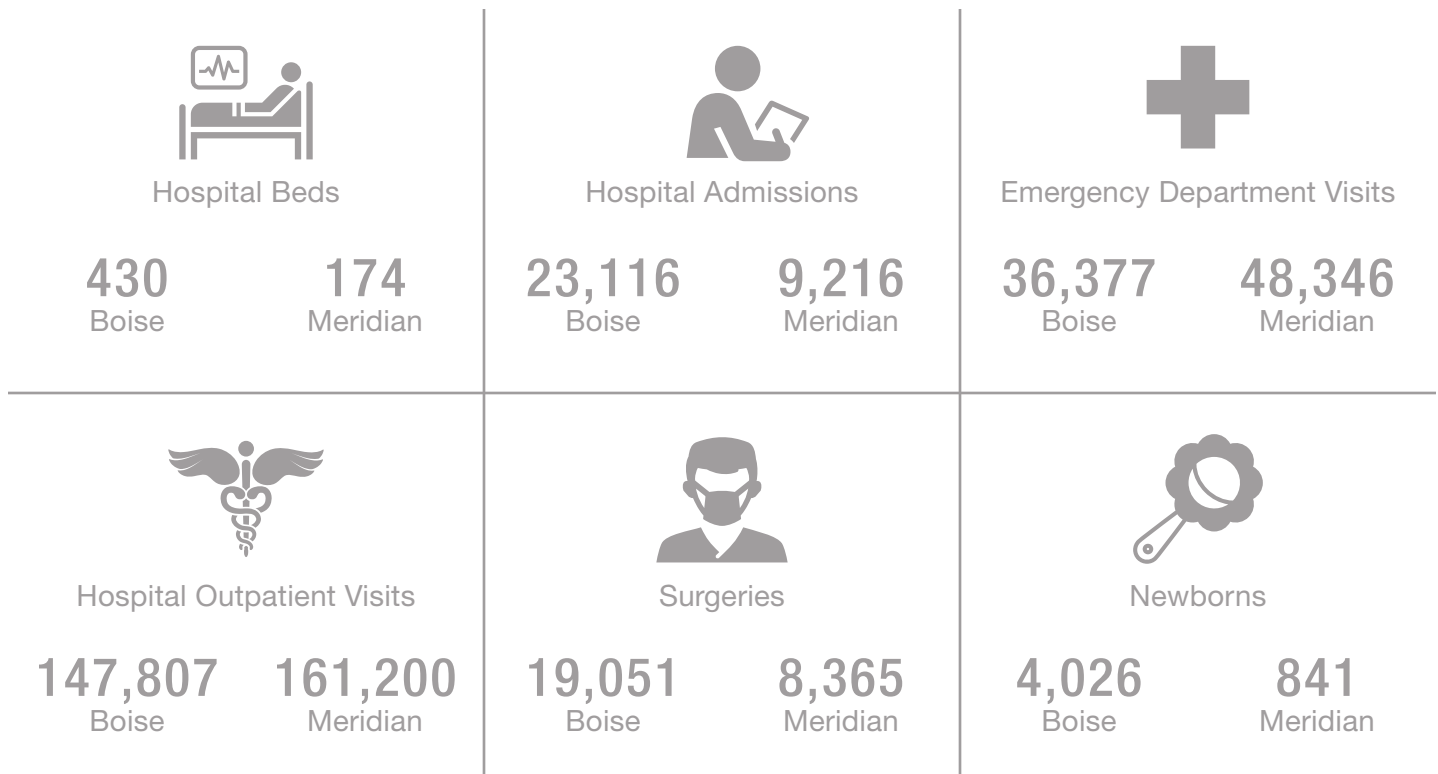 Hospital Beds
430 174
Boise Meridian
Hospital Admissions
23,116 9,216
Boise Meridian
Emergency Department Visits
36,377 48,346
Boise Meridian
Hospital Outpatient Visits
147,807 161,200
Boise Meridian
Surgeries
19,051 8,365
Boise Meridian
Newborns
4,026 841
Boise Meridian